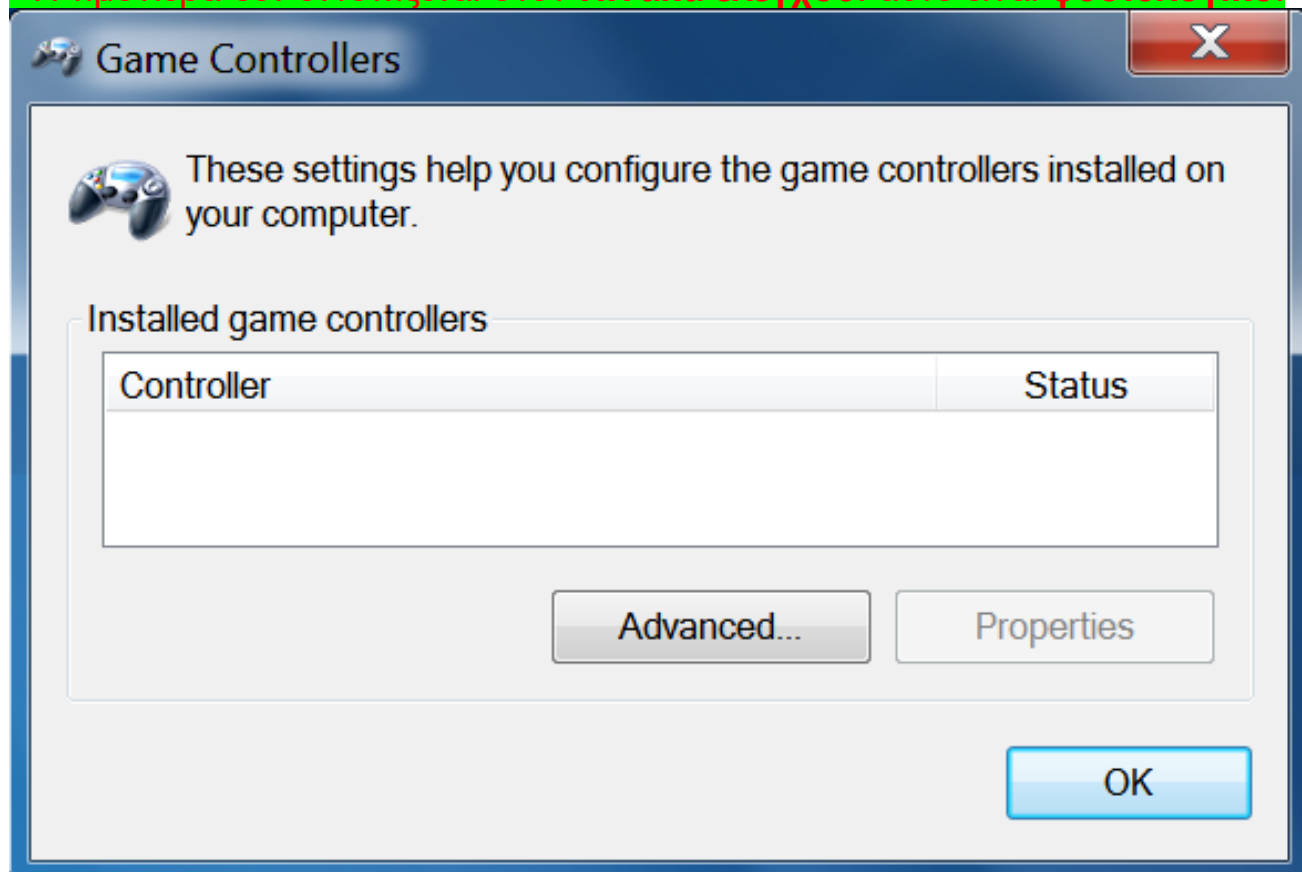 Game Controllers
These settings help you configure the game controllers installed on
your computer.
Installed game controllers
Controller Status
Advanced... Properties
OK